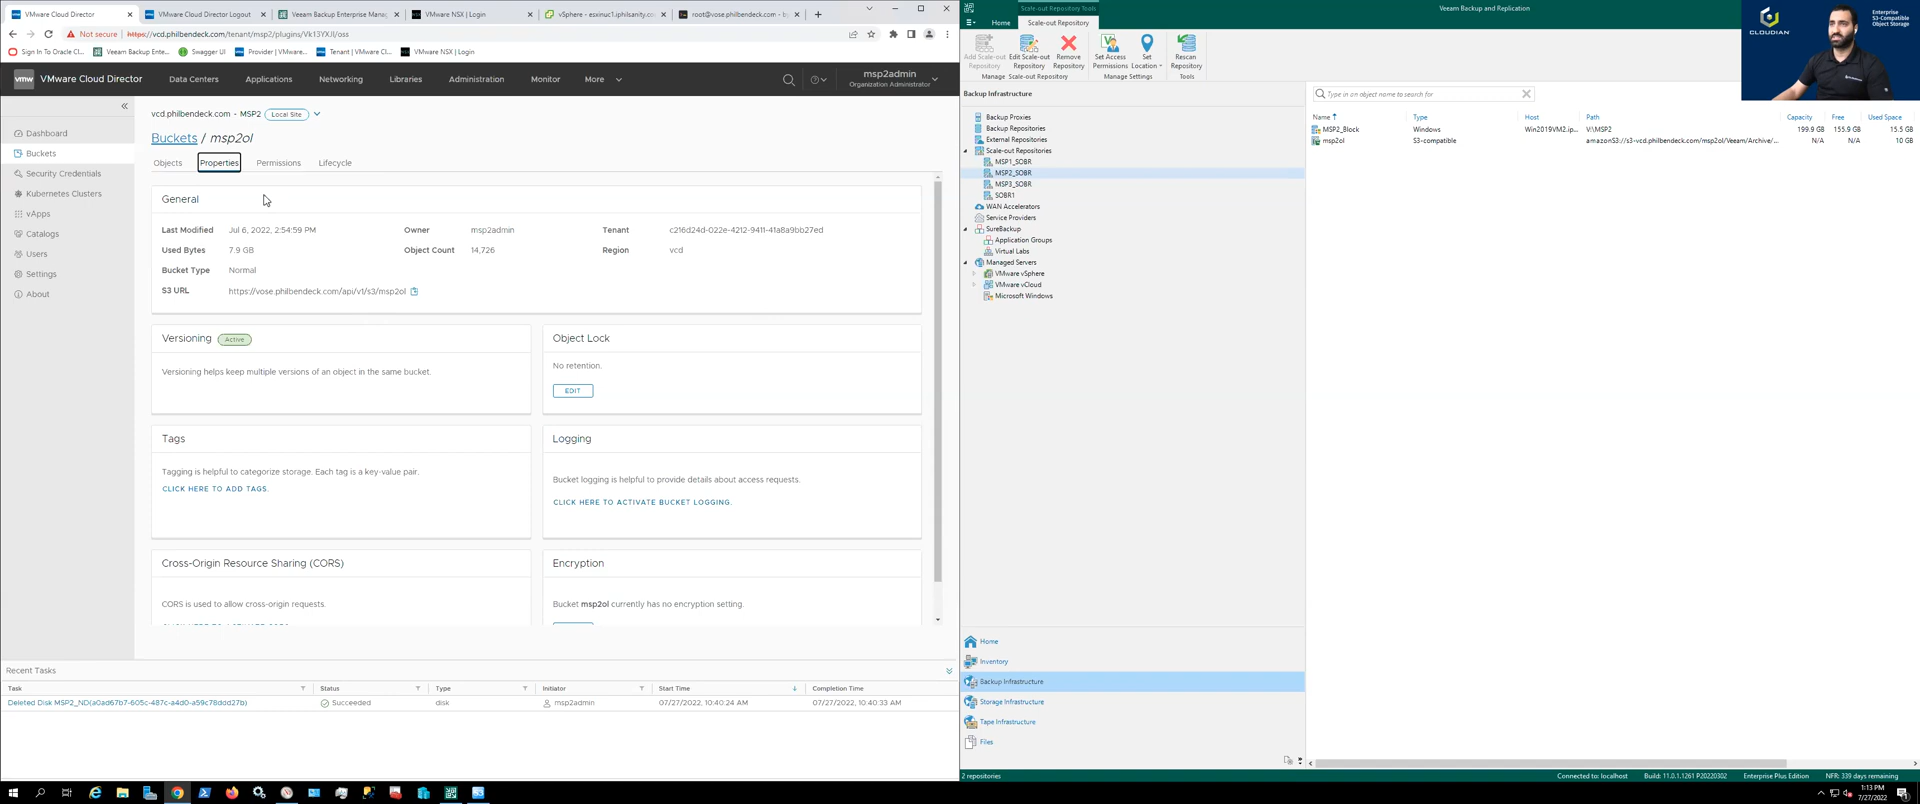 VMware Cloud Director
VMware Cloud Director Logout
Veeam Backup Enterprise Mana
VMware NSX | Login
vSphere - esxinuc1.iphilsanity.co
root@vose.philbendeck.com - b
Not secure | https://vcd.philbendeck.com/tenant/msp2/plugins/Vk13YXJl/oss
Sign In To Oracle Cl...
Veeam Backup Ente...
Swagger UI
Provider | VMware...
Tenant | VMware Cl...
VMware NSX | Login
vmw VMware Cloud Director
Data Centers
Applications
Networking
Libraries
Administration
Monitor
More
msp2admin
Organization Administrator
Dashboard
Buckets
Security Credentials
Kubernetes Clusters
vApps
Catalogs
Users
Settings
About
vcd.philbendeck.com - MSP2 Local Site
Buckets / msp2ol
Objects Properties Permissions Lifecycle
General
Last Modified Jul 6, 2022, 2:54:59 PM Owner msp2admin Tenant c216d24d-022e-4212-9411-41a8a9bb27ed
Used Bytes 7.9 GB Object Count 14,726 Region vcd
Bucket Type Normal
S3 URL https://vose.philbendeck.com/api/v1/s3/msp2ol
Versioning Active
Versioning helps keep multiple versions of an object in the same bucket.
Object Lock
No retention.
EDIT
Tags
Tagging is helpful to categorize storage. Each tag is a key-value pair.
CLICK HERE TO ADD TAGS.
Logging
Bucket logging is helpful to provide details about access requests.
CLICK HERE TO ACTIVATE BUCKET LOGGING.
Cross-Origin Resource Sharing (CORS)
CORS is used to allow cross-origin requests.
Encryption
Bucket msp2ol currently has no encryption setting.
Recent Tasks
Task Status Type Initiator Start Time Completion Time
Deleted Disk MSP2_ND(a0ad67b7-605c-487c-a4d0-a59c78ddd27b) Succeeded disk msp2admin 07/27/2022, 10:40:24 AM 07/27/2022, 10:40:33 AM
Scale-out Repository Tools
Veeam Backup and Replication
Home Scale-out Repository
Add Scale-out Repository
Edit Scale-out Repository
Remove Repository
Set Access Permissions
Set Location
Rescan Repository
Manage Scale-out Repository
Manage Settings
Tools
CLOUDIAN
Enterprise
S3-Compatible
Object Storage
Backup Infrastructure
Backup Proxies
Backup Repositories
External Repositories
Scale-out Repositories
MSP1_SOBR
MSP2_SOBR
MSP3_SOBR
SOBR1
WAN Accelerators
Service Providers
SureBackup
Application Groups
Virtual Labs
Managed Servers
VMware vSphere
VMware vCloud
Microsoft Windows
Type in an object name to search for
Name Type Host Path Capacity Free Used Space
MSP2_Block Windows Win2019VM2.ip... V:\MSP2 199.9 GB 155.9 GB 15.5 GB
msp2ol S3-compatible amazonS3://s3-vcd.philbendeck.com/msp2ol/Veeam/Archive/... N/A N/A 10 GB
Home
Inventory
Backup Infrastructure
Storage Infrastructure
Tape Infrastructure
Files
2 repositories
Connected to: localhost
Build: 11.0.1.1261 P20220302
Enterprise Plus Edition
NFR: 339 days remaining
1:13 PM
7/27/2022